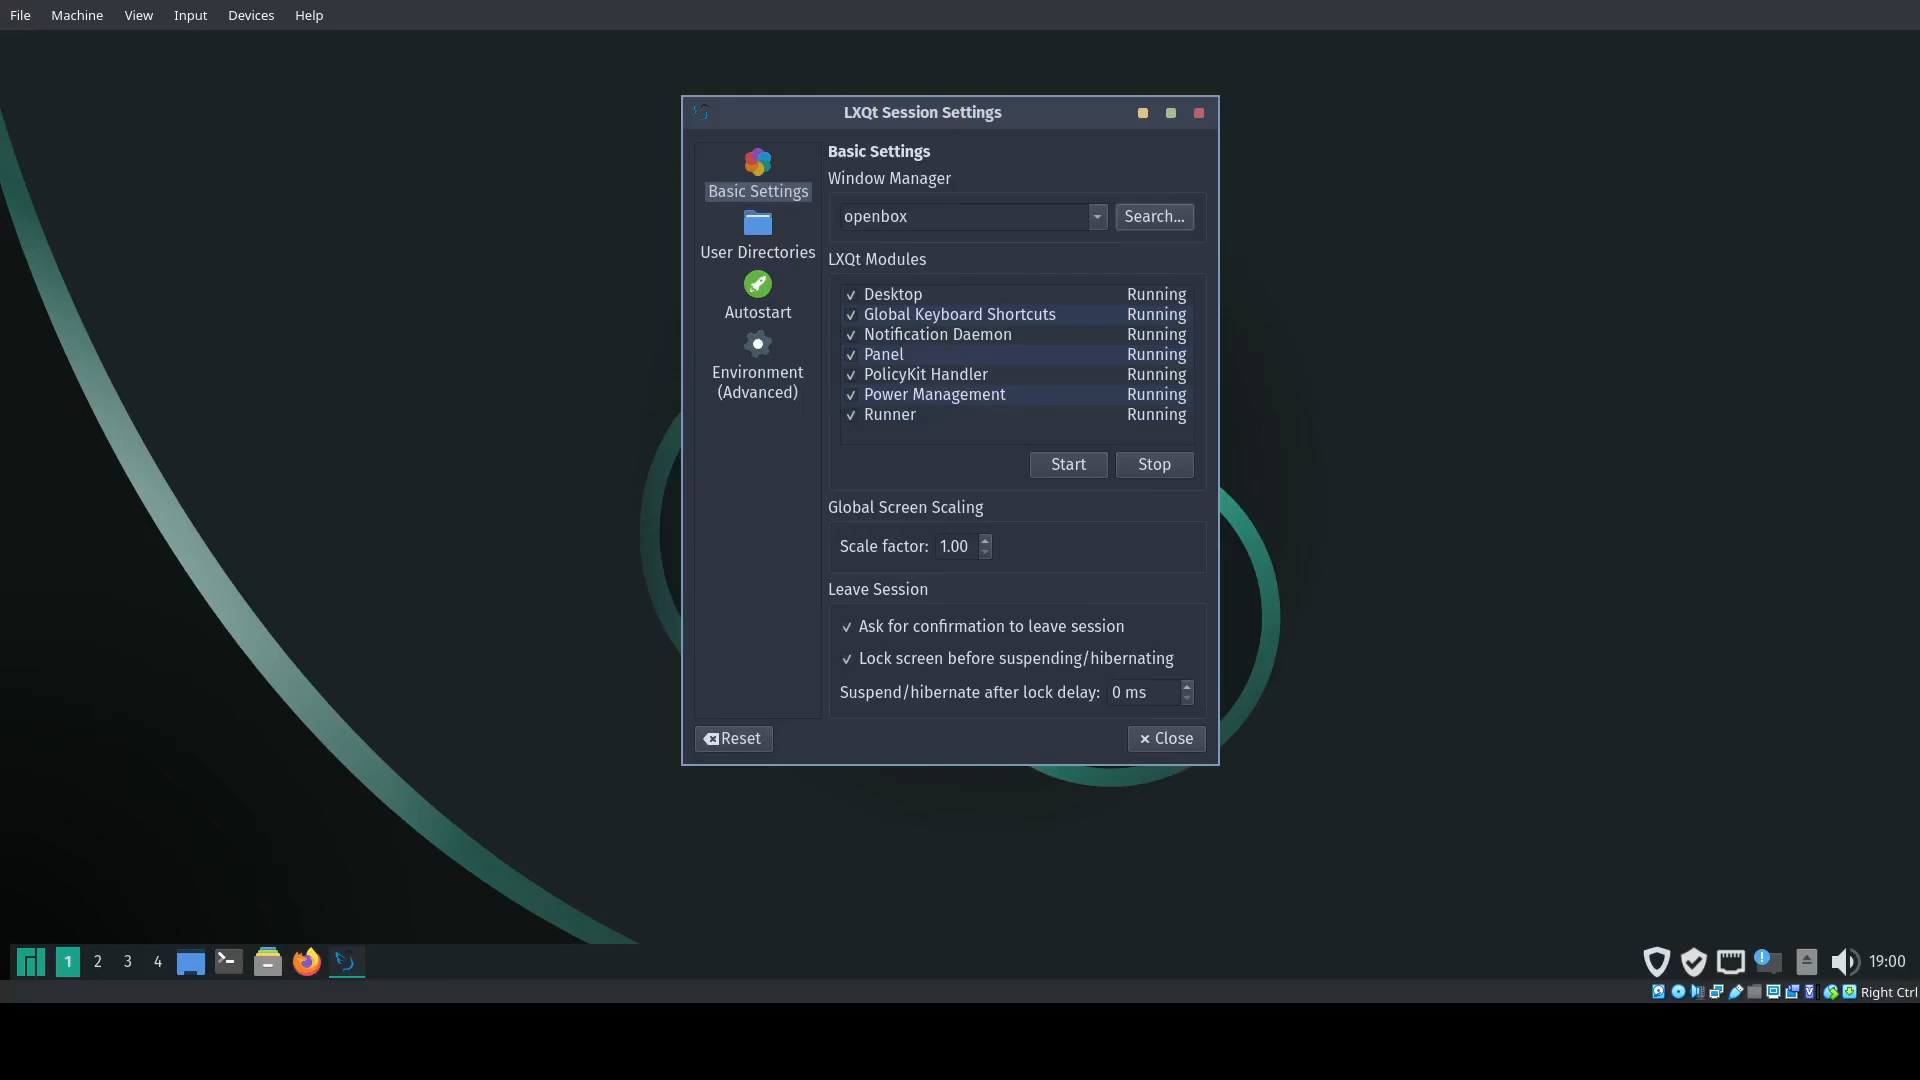 File Machine View Input Devices Help
LXQt Session Settings
Basic Settings
User Directories
Autostart
Environment
(Advanced)
Basic Settings
Window Manager
openbox Search...
LXQt Modules
Desktop Running
Global Keyboard Shortcuts Running
Notification Daemon Running
Panel Running
PolicyKit Handler Running
Power Management Running
Runner Running
Start Stop
Global Screen Scaling
Scale factor: 1.00
Leave Session
Ask for confirmation to leave session
Lock screen before suspending/hibernating
Suspend/hibernate after lock delay: 0 ms
Reset Close
1 2 3 4 19:00
Right Ctrl